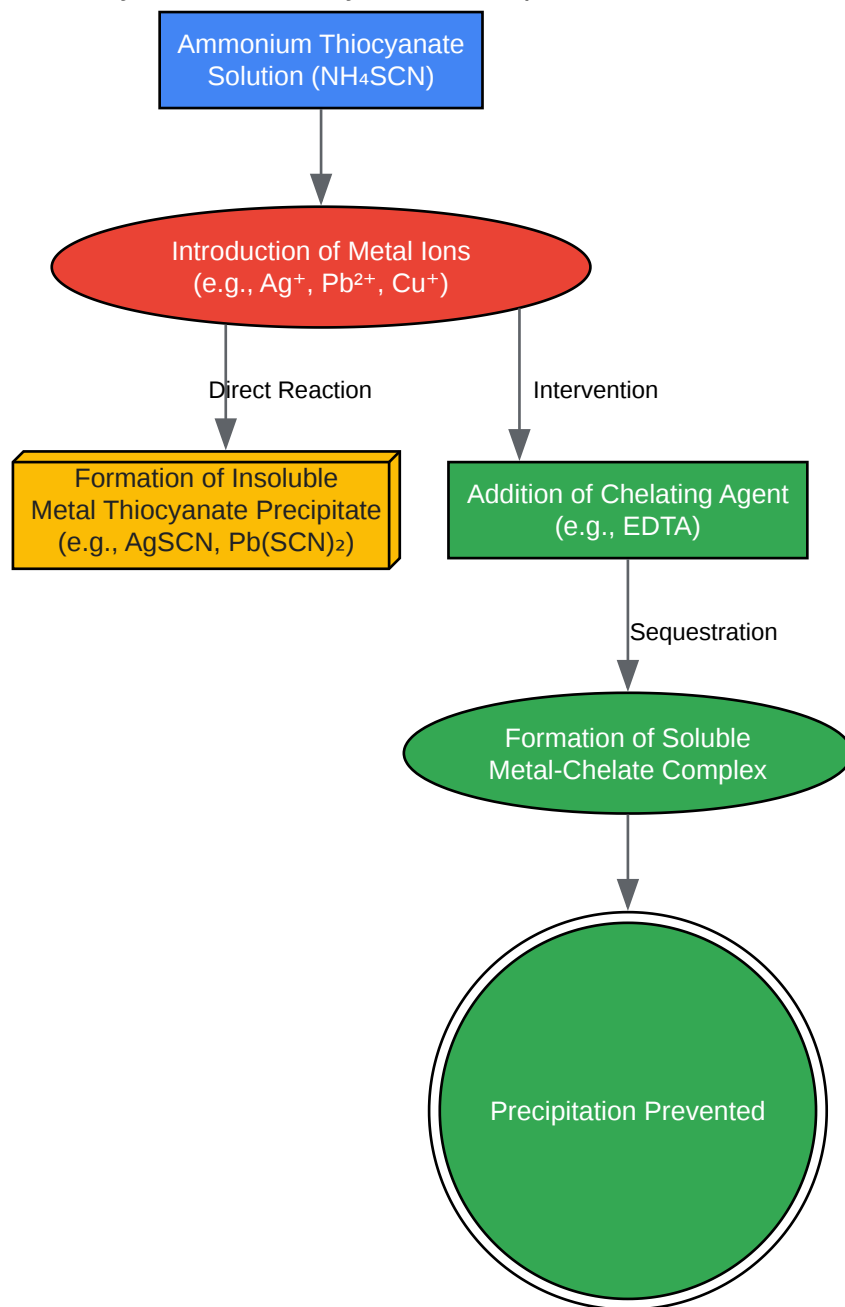 Ammonium Thiocyanate
Solution (NH₄SCN)
Introduction of Metal Ions
(e.g., Ag⁺, Pb²⁺, Cu⁺)
Direct Reaction
Intervention
Formation of Insoluble
Metal Thiocyanate Precipitate
(e.g., AgSCN, Pb(SCN)₂)
Addition of Chelating Agent
(e.g., EDTA)
Sequestration
Formation of Soluble
Metal-Chelate Complex
Precipitation Prevented